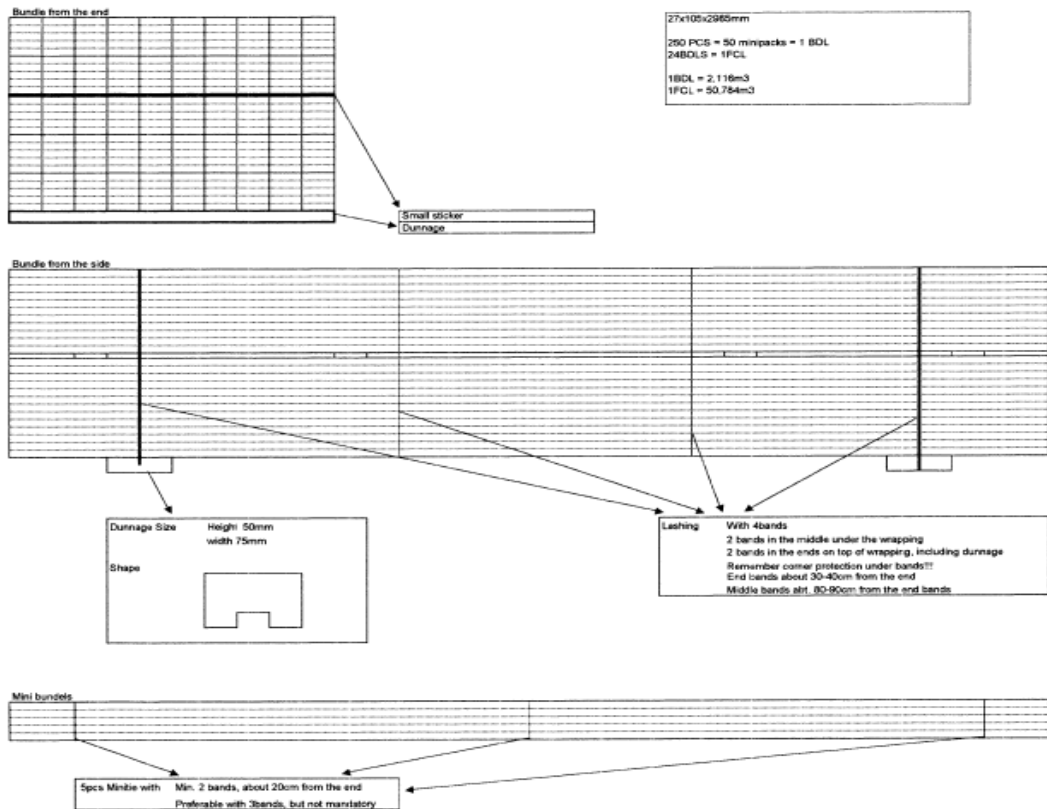 Bundle from the end
27x105x2965mm
250 PCS = 50 minipacks = 1 BDL
24BDLS = 1FCL
1BDL = 2,116m3
1FCL = 50,784m3
Small sticker
Dunnage
Bundle from the side
Dunnage Size Height 50mm
width 75mm
Shape
Lashing With 4bands
2 bands in the middle under the wrapping
2 bands in the ends on top of wrapping, including dunnage
Remember corner protection under bands!!!
End bands about 30-40cm from the end
Middle bands abt. 80-90cm from the end bands
Mini bundels
5pcs Minitie with Min. 2 bands, about 20cm from the end
Preferable with 3bands, but not mandatory